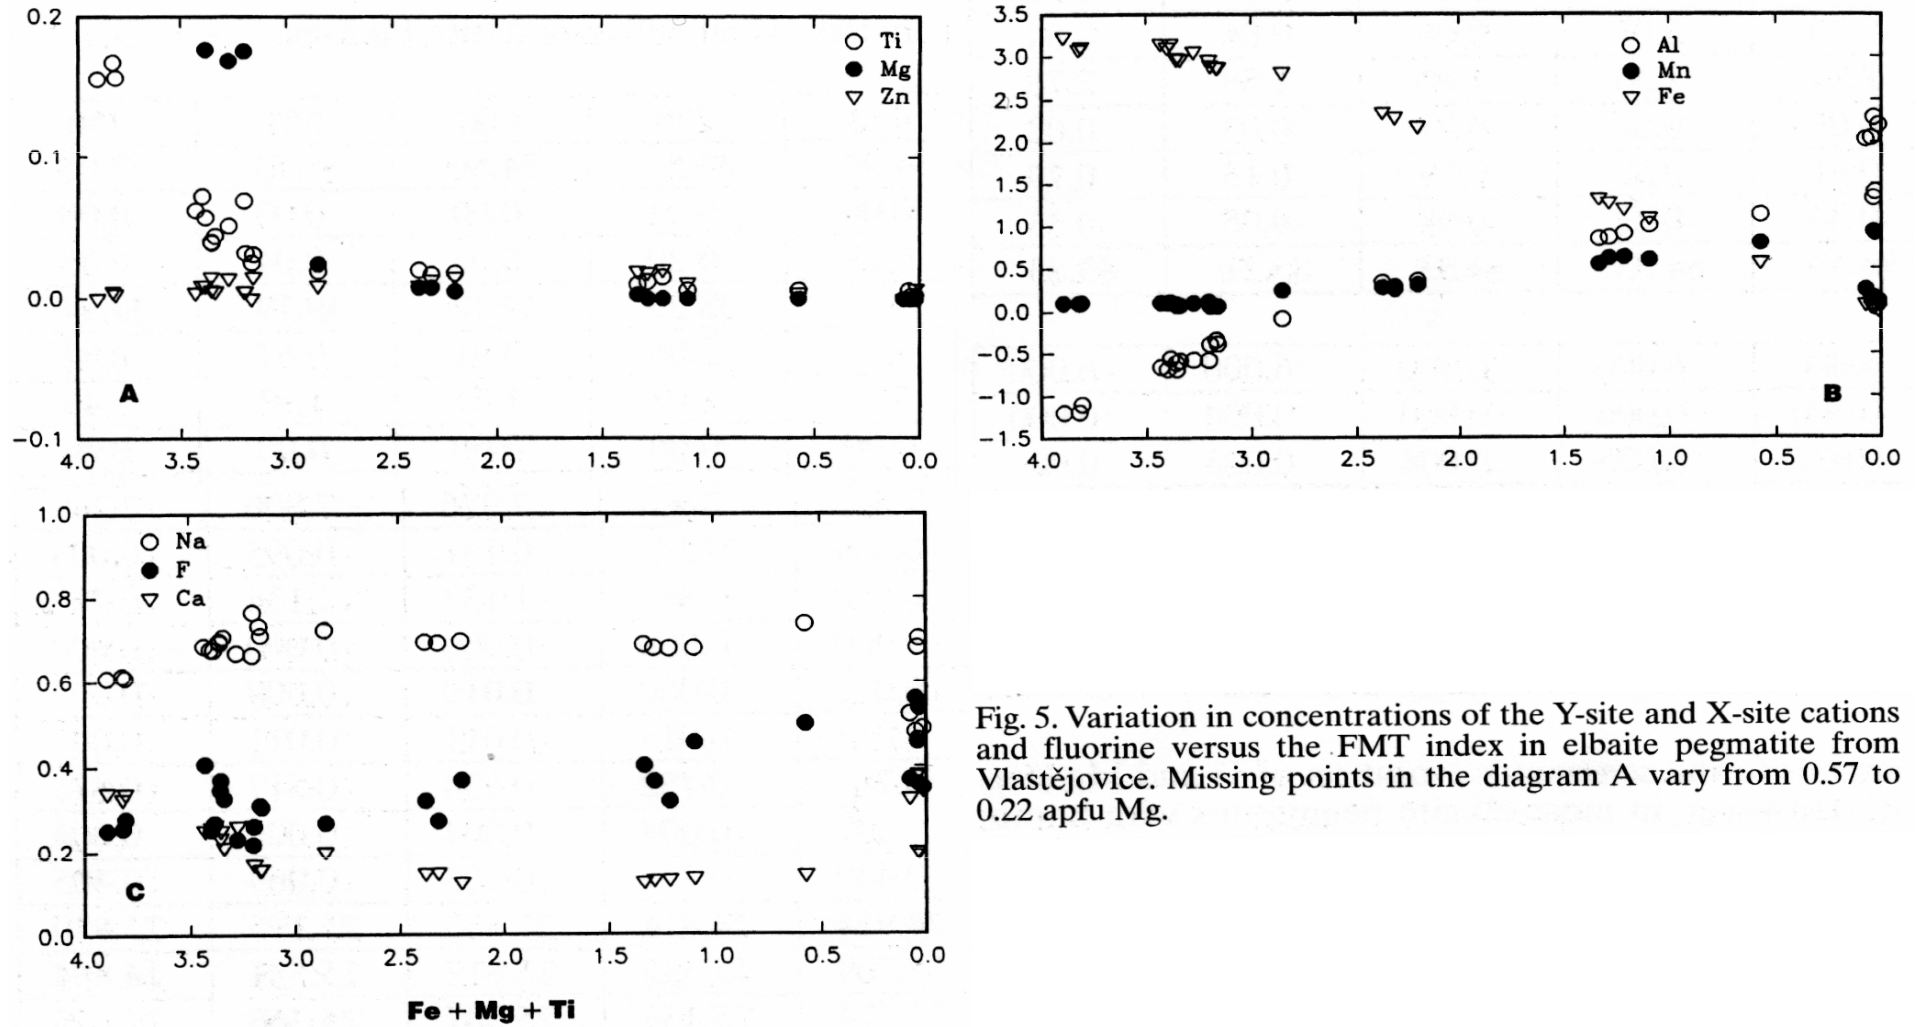 0.2
0.1
0.0
−0.1
4.0 3.5 3.0 2.5 2.0 1.5 1.0 0.5 0.0
Ti
Mg
Zn
A
3.5
3.0
2.5
2.0
1.5
1.0
0.5
0.0
−0.5
−1.0
−1.5
4.0 3.5 3.0 2.5 2.0 1.5 1.0 0.5 0.0
Al
Mn
Fe
B
1.0
0.8
0.6
0.4
0.2
0.0
4.0 3.5 3.0 2.5 2.0 1.5 1.0 0.5 0.0
Na
F
Ca
C
Fe + Mg + Ti
Fig. 5. Variation in concentrations of the Y-site and X-site cations
and fluorine versus the FMT index in elbaite pegmatite from
Vlastějovice. Missing points in the diagram A vary from 0.57 to
0.22 apfu Mg.